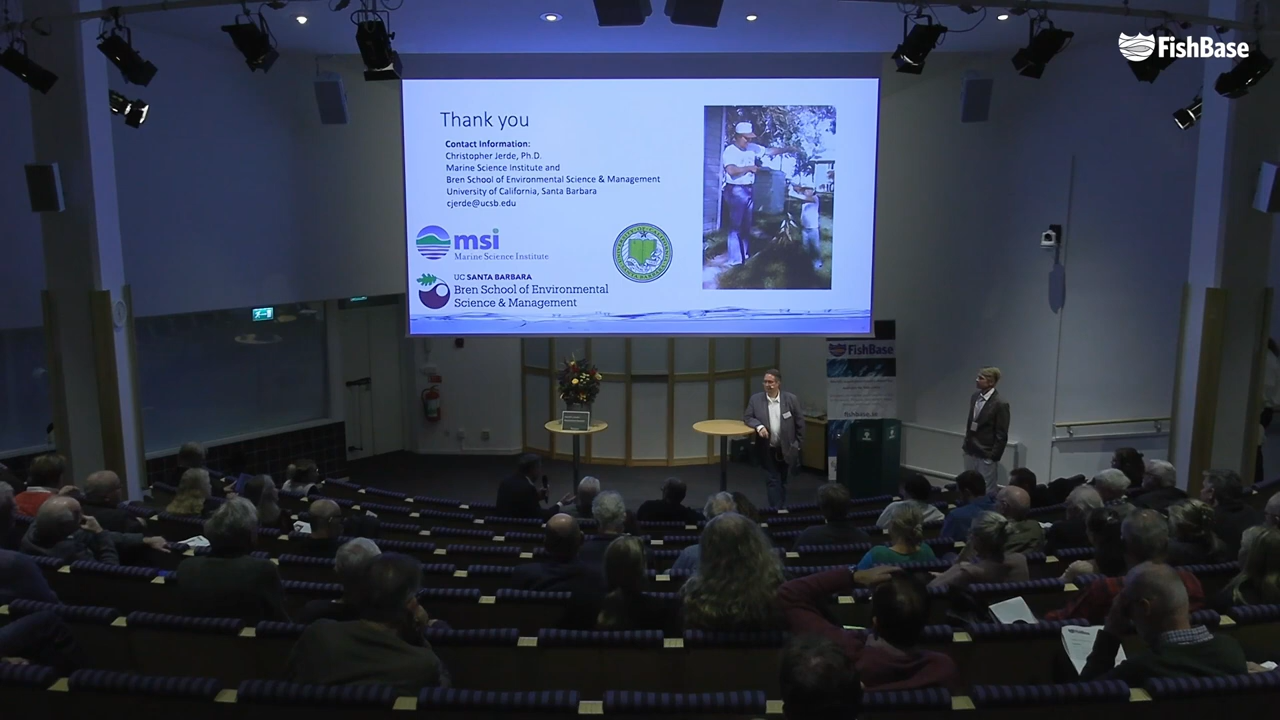 FishBase
Thank you
Contact Information:
Christopher Jerde, Ph.D.
Marine Science Institute and
Bren School of Environmental Science & Management
University of California, Santa Barbara
cjerde@ucsb.edu
msi
Marine Science Institute
UC SANTA BARBARA
Bren School of Environmental
Science & Management
FishBase
FishBase